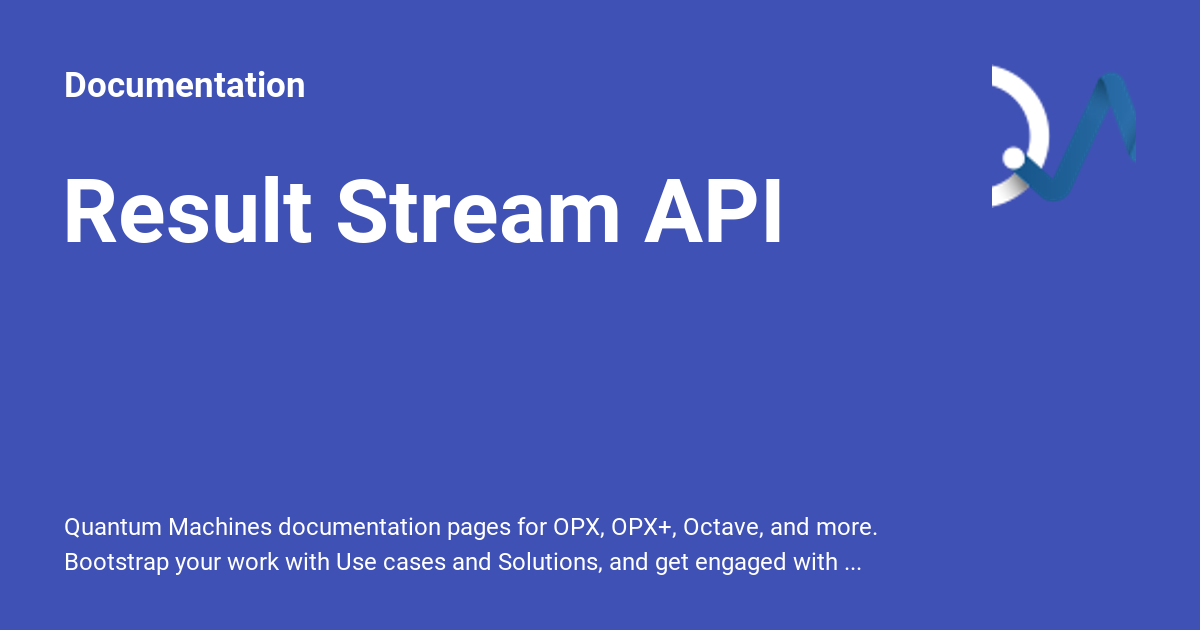 Documentation
Result Stream API
Quantum Machines documentation pages for OPX, OPX+, Octave, and more.
Bootstrap your work with Use cases and Solutions, and get engaged with ...